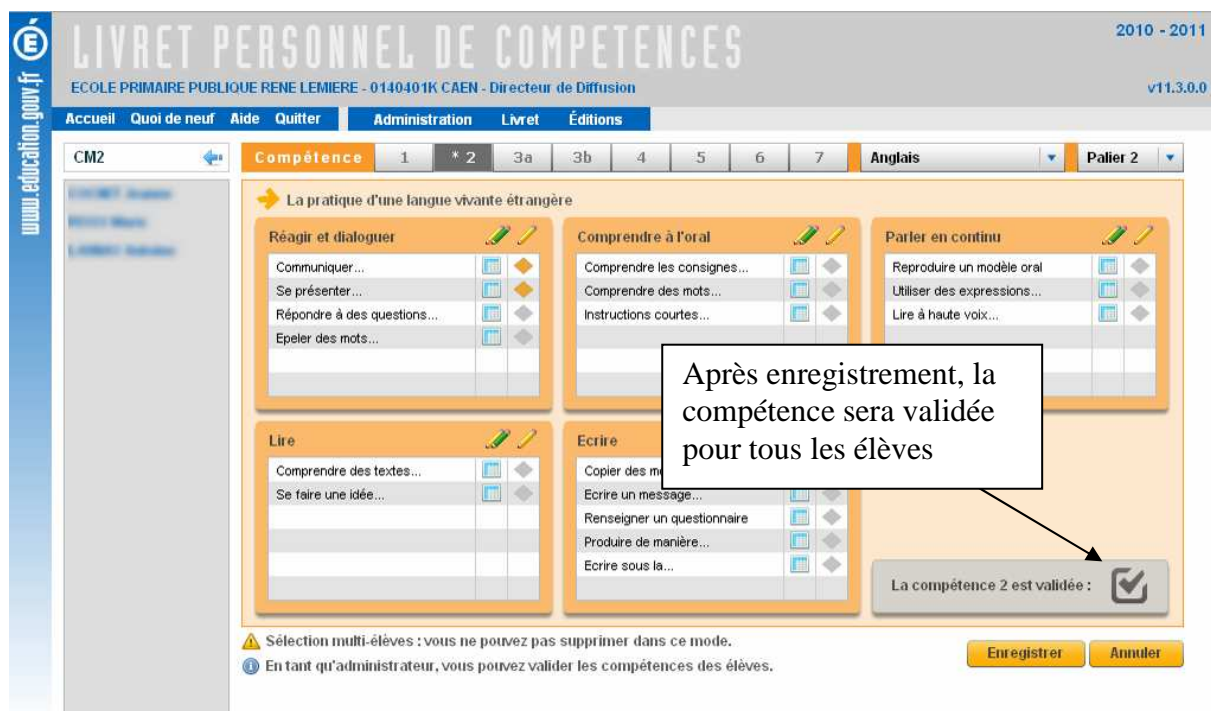 LIVRET PERSONNEL DE COMPETENCES
2010 - 2011
ECOLE PRIMAIRE PUBLIQUE RENE LEMIERE - 0140401K CAEN - Directeur de Diffusion
v11.3.0.0
www.education.gouv.fr
Accueil Quoi de neuf Aide Quitter Administration Livret Éditions
CM2
Compétence 1 * 2 3a 3b 4 5 6 7 Anglais Palier 2
La pratique d'une langue vivante étrangère
Réagir et dialoguer
Communiquer...
Se présenter...
Répondre à des questions...
Epeler des mots...
Comprendre à l'oral
Comprendre les consignes...
Comprendre des mots...
Instructions courtes...
Parler en continu
Reproduire un modèle oral
Utiliser des expressions...
Lire à haute voix...
Après enregistrement, la
compétence sera validée
pour tous les élèves
Lire
Comprendre des textes...
Se faire une idée...
Ecrire
Copier des
Ecrire un message...
Renseigner un questionnaire
Produire de manière...
Ecrire sous la...
La compétence 2 est validée :
Sélection multi-élèves : vous ne pouvez pas supprimer dans ce mode.
En tant qu'administrateur, vous pouvez valider les compétences des élèves.
Enregistrer Annuler